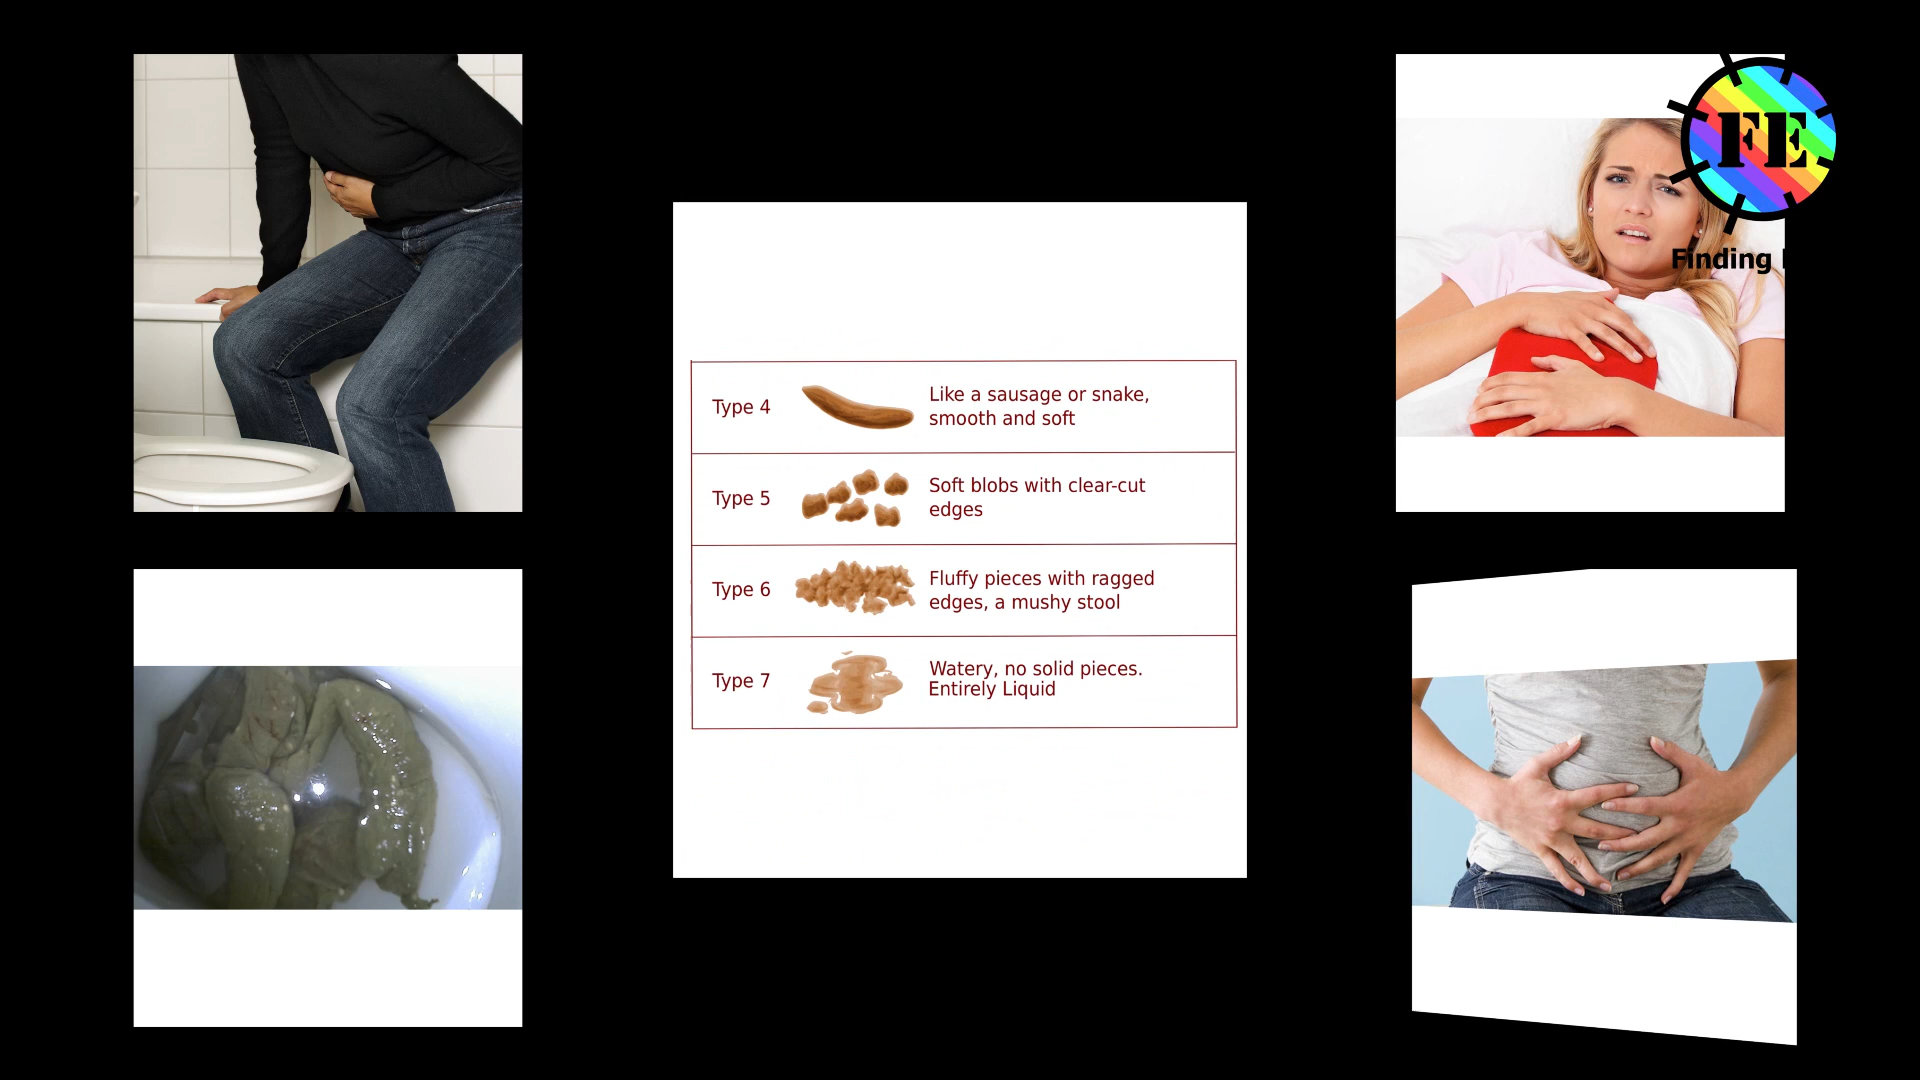 FE
Finding
Type 4
Like a sausage or snake,
smooth and soft
Type 5
Soft blobs with clear-cut
edges
Type 6
Fluffy pieces with ragged
edges, a mushy stool
Type 7
Watery, no solid pieces.
Entirely Liquid